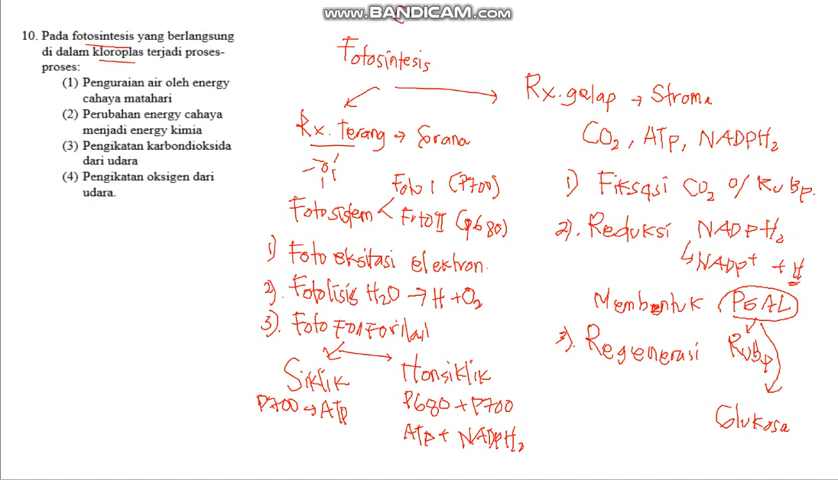 www.BANDICAM.com
10. Pada fotosintesis yang berlangsung
di dalam kloroplas terjadi proses-
proses:
(1) Penguraian air oleh energy
cahaya matahari
(2) Perubahan energy cahaya
menjadi energy kimia
(3) Pengikatan karbondioksida
dari udara
(4) Pengikatan oksigen dari
udara.
Fotosintesis
Rx. Terang → Grana
Fotosistem < Foto I (P700)
Foto II (P680)
1) Foto eksitasi elektron
2). Fotolisis H2O → H + O2
3). Foto Fosforilasi
Siklik
P700 → ATP
Nonsiklik
P680 + P700
ATP + NADPH2
Rx. gelap → Stroma
CO2, ATP, NADPH2
1) Fiksasi CO2 o/ RuBp.
2). Reduksi NADPH2
↳ NADP+ + H
Membentuk PGAL
3). Regenerasi RuBp
Glukosa